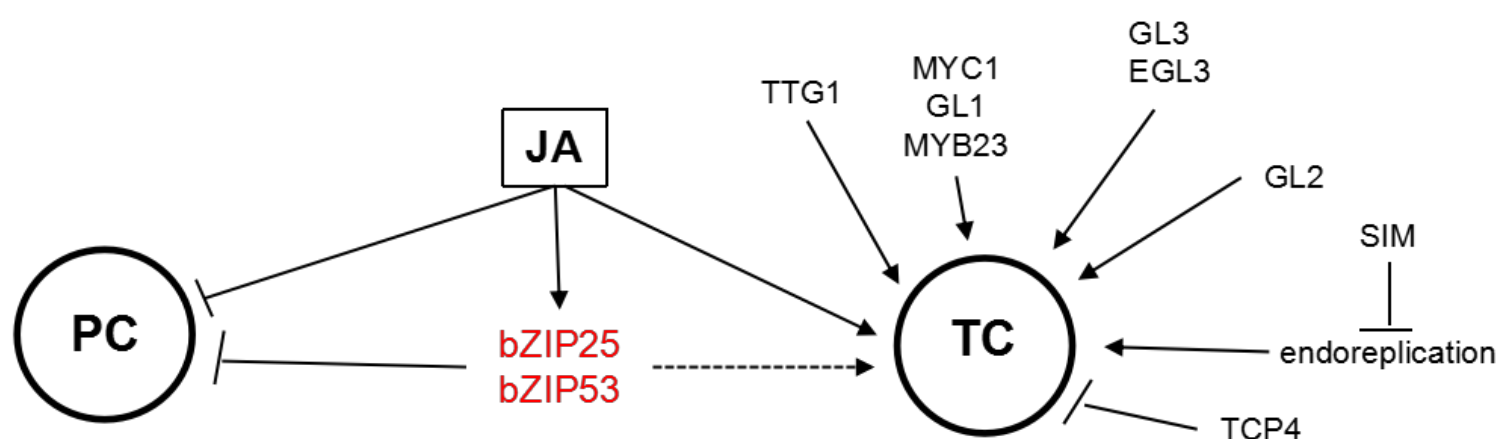 GL3
EGL3
MYC1
GL1
MYB23
TTG1
JA
GL2
SIM
PC
bZIP25
bZIP53
TC
endoreplication
TCP4